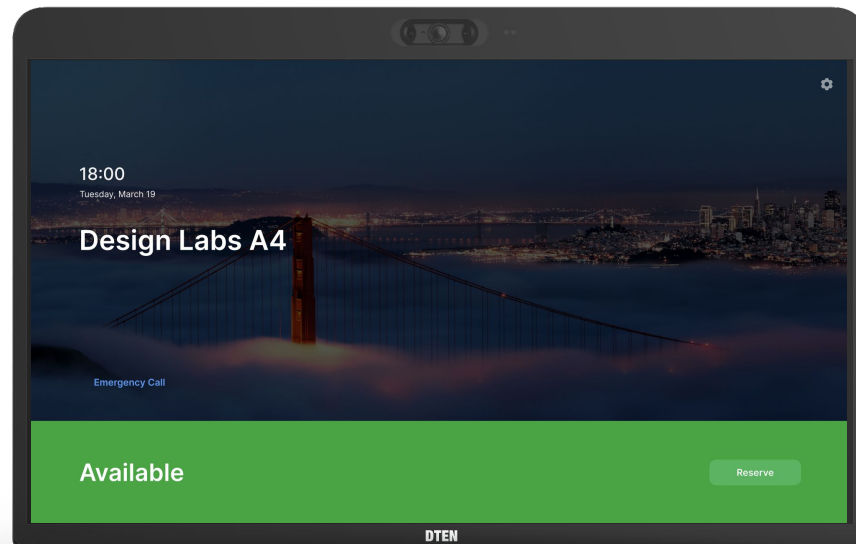 18:00
Tuesday, March 19
Design Labs A4
Emergency Call
Available
Reserve
DTEN